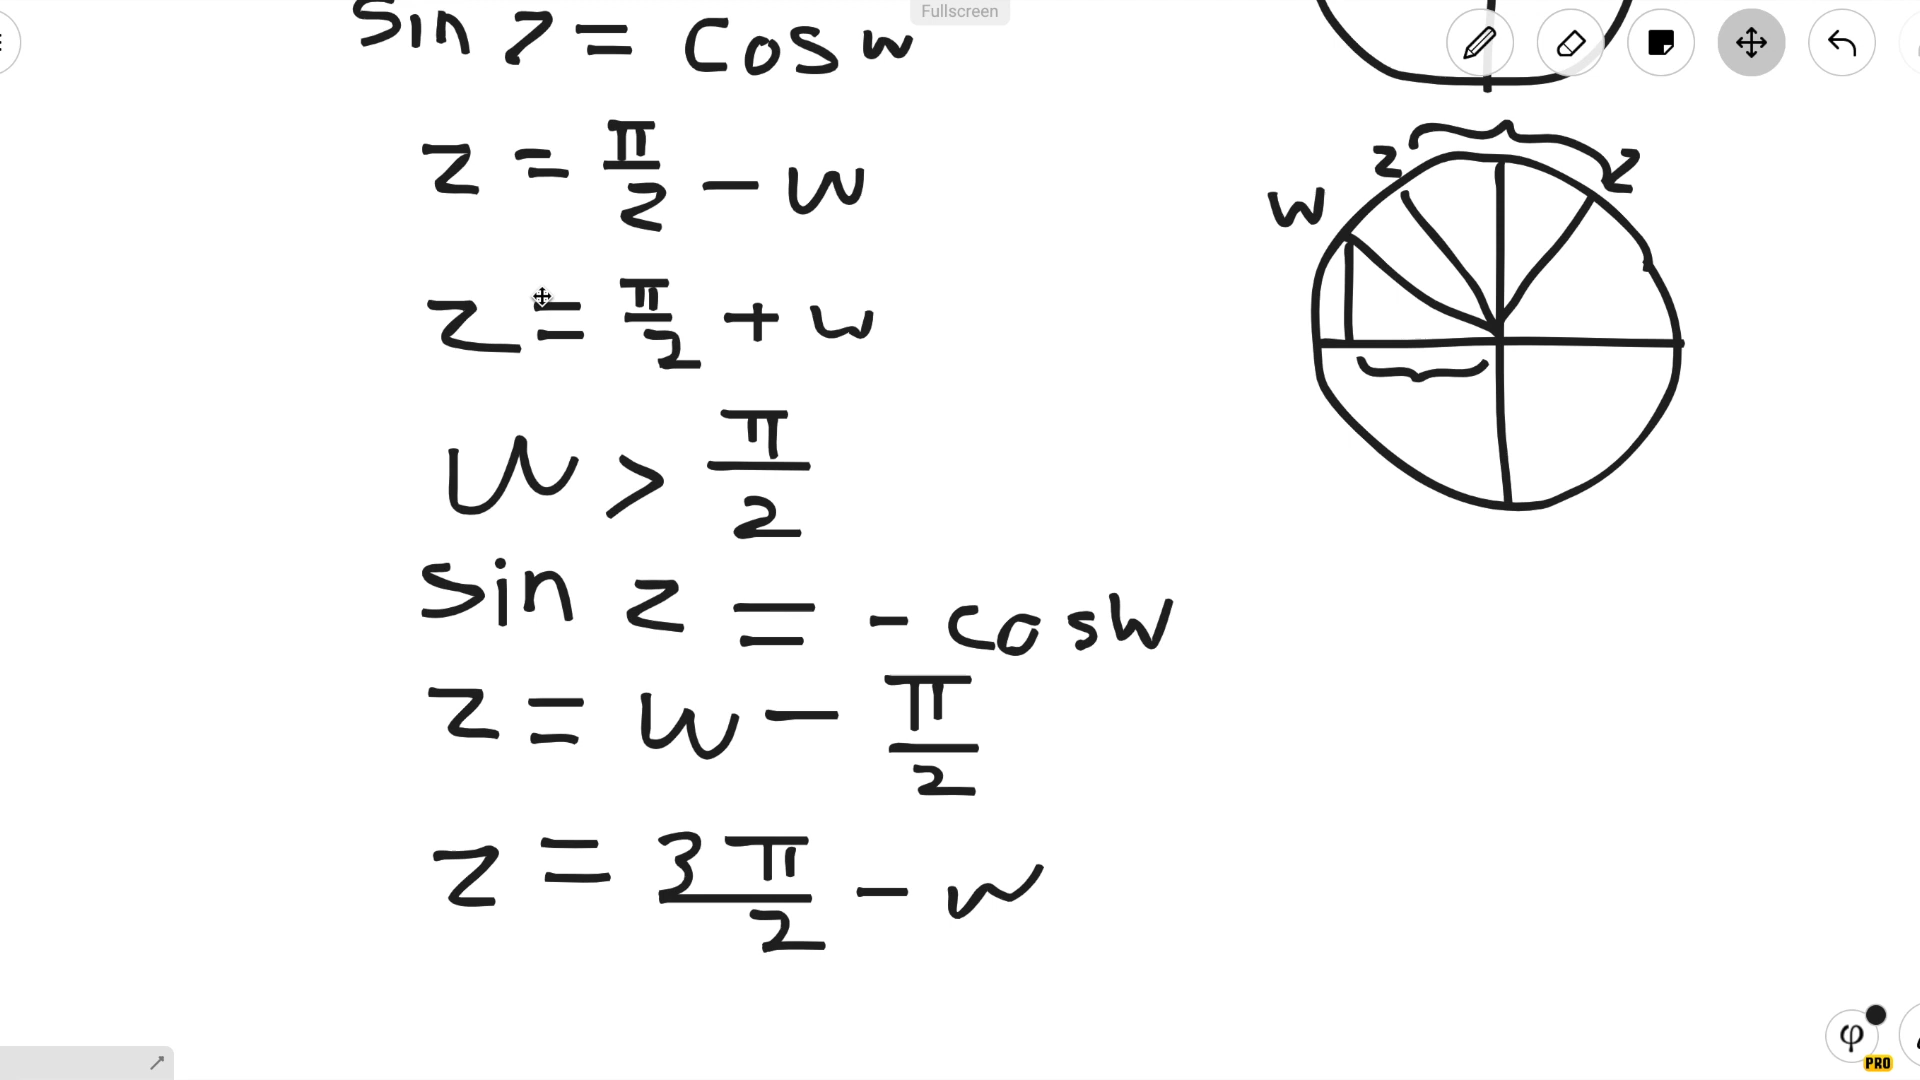 Fullscreen
sin z = cos w
z = π/2 - w
z = π/2 + w
w > π/2
sin z = - cos w
z = w - π/2
z = 3π/2 - w
z
z
w
φ
PRO